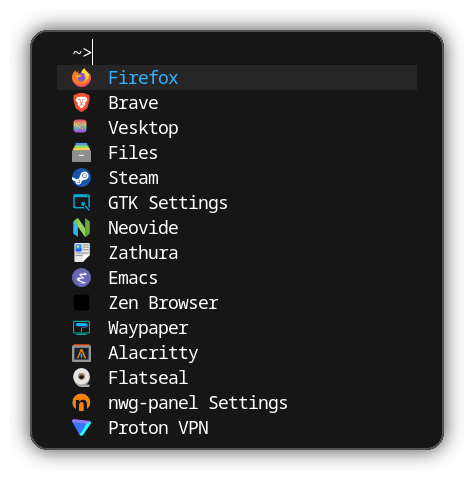 ~>
Firefox
Brave
Vesktop
Files
Steam
GTK Settings
Neovide
Zathura
Emacs
Zen Browser
Waypaper
Alacritty
Flatseal
nwg-panel Settings
Proton VPN